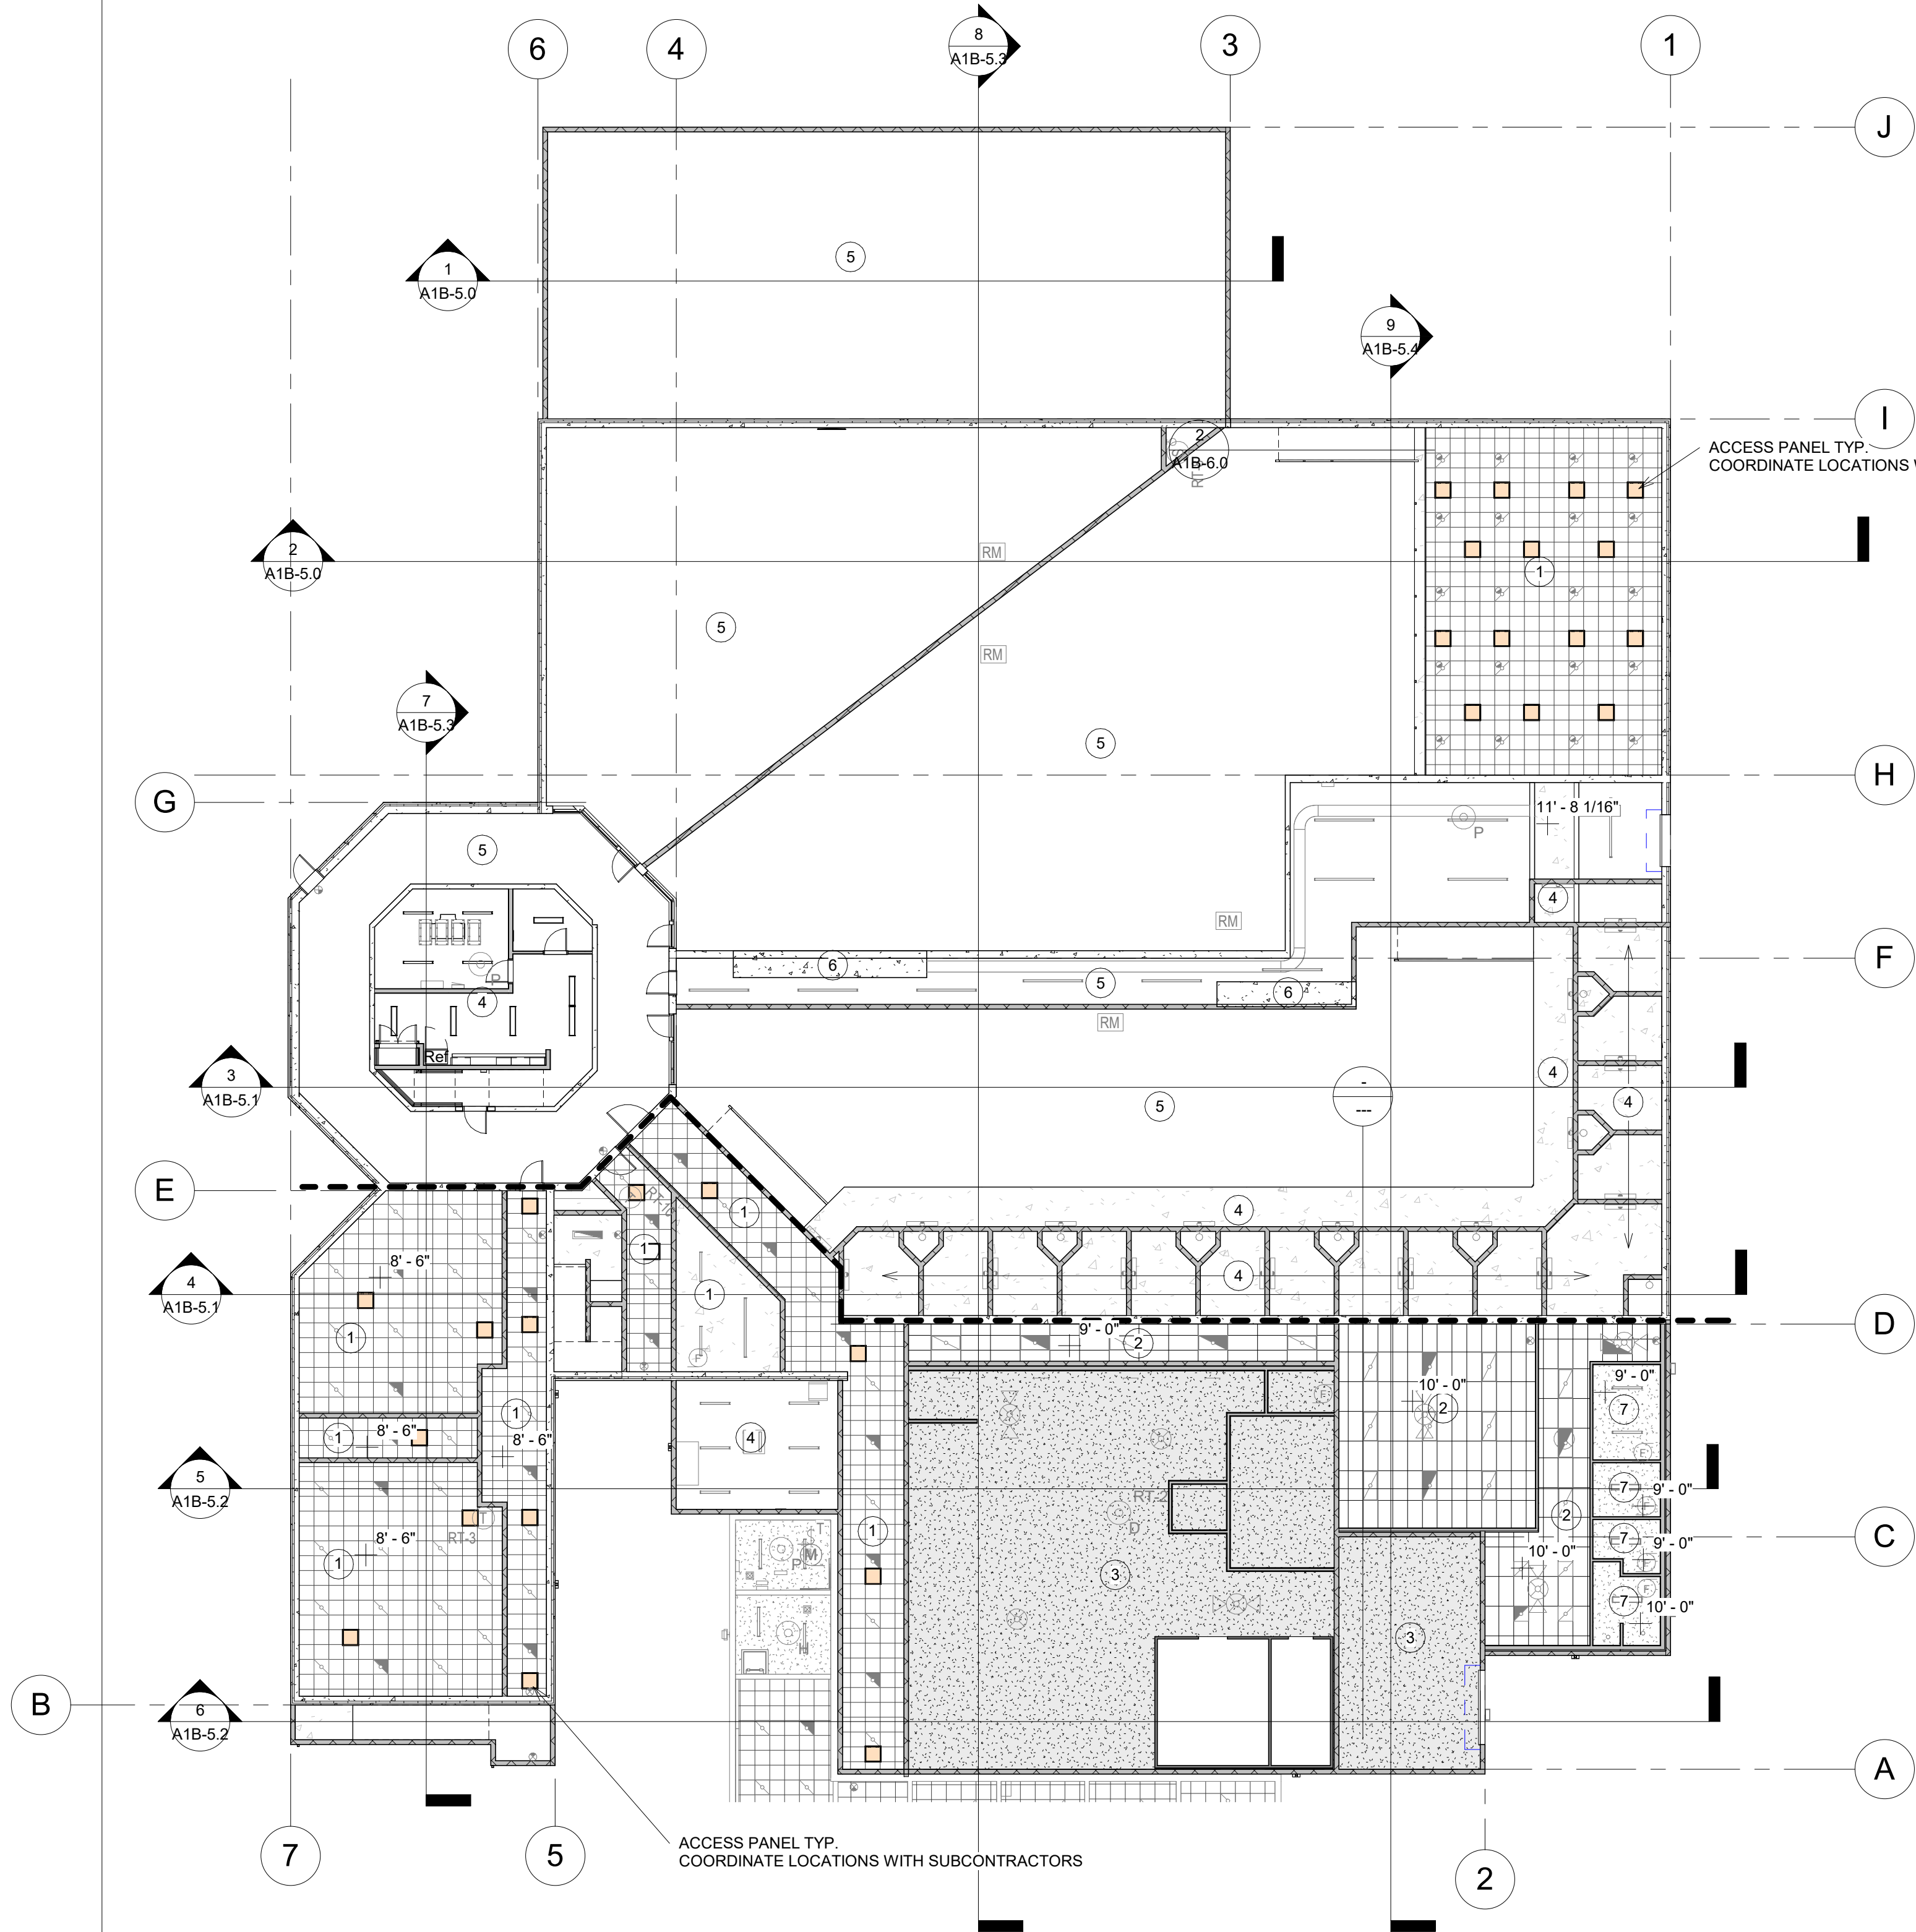 6
4
8
A1B-5.3
3
1
J
5
1
A1B-5.0
9
A1B-5.4
I
2
A1B-6.0
ACCESS PANEL TYP.
COORDINATE LOCATIONS
2
A1B-5.0
RM
1
5
RM
7
A1B-5.3
5
H
G
11' - 8 1/16"
P
5
4
RM
F
6
5
6
P
4
RM
Ref
3
A1B-5.1
4
4
5
-
---
E
1
4
RT-10
1
8' - 6"
4
A1B-5.1
1
4
D
9' - 0"
2
1
F
9' - 0"
10' - 0"
2
7
F
1
8' - 6"
1
8' - 6"
4
F
5
A1B-5.2
7
9' - 0"
F
RT-2
D
2
T
RT-3
8' - 6"
1
1
C
7
9' - 0"
F
10' - 0"
T
M
P
3
7
F
10' - 0"
H
3
B
6
A1B-5.2
A
7
5
ACCESS PANEL TYP.
COORDINATE LOCATIONS WITH SUBCONTRACTORS
2